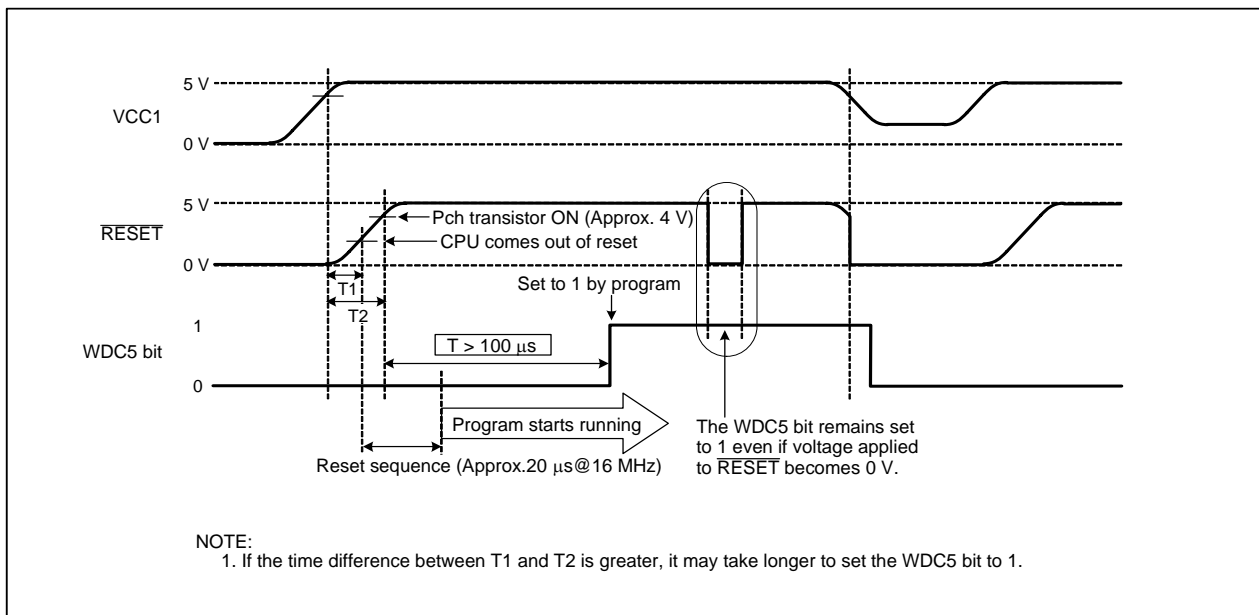 5 V
VCC1
0 V
5 V
Pch transistor ON (Approx. 4 V)
RESET
CPU comes out of reset
0 V
T1
Set to 1 by program
T2
1
WDC5 bit
T > 100 μs
0
Program starts running
The WDC5 bit remains set
to 1 even if voltage applied
to RESET becomes 0 V.
Reset sequence (Approx.20 μs@16 MHz)
NOTE:
1. If the time difference between T1 and T2 is greater, it may take longer to set the WDC5 bit to 1.